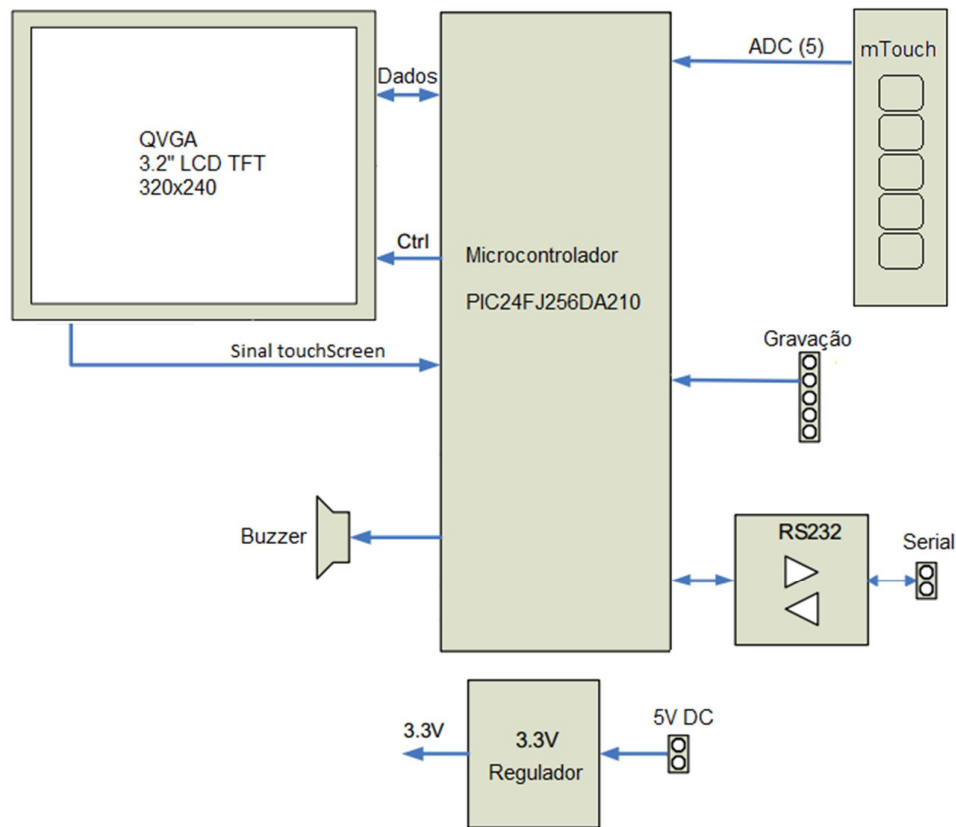 QVGA
3.2" LCD TFT
320x240
Dados
Ctrl
Sinal touchScreen
Microcontrolador
PIC24FJ256DA210
ADC (5)
mTouch
Gravação
Buzzer
RS232
Serial
3.3V
3.3V
Regulador
5V DC